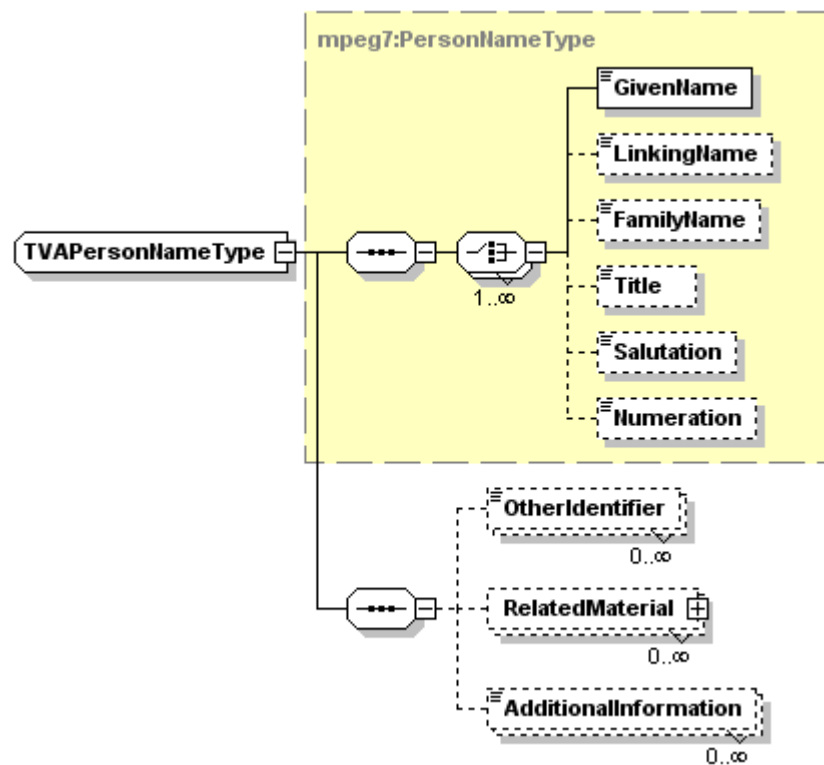 mpeg7:PersonNameType
GivenName
LinkingName
FamilyName
TVAPersonNameType
Title
1..∞
Salutation
Numeration
OtherIdentifier
0..∞
RelatedMaterial
0..∞
AdditionalInformation
0..∞